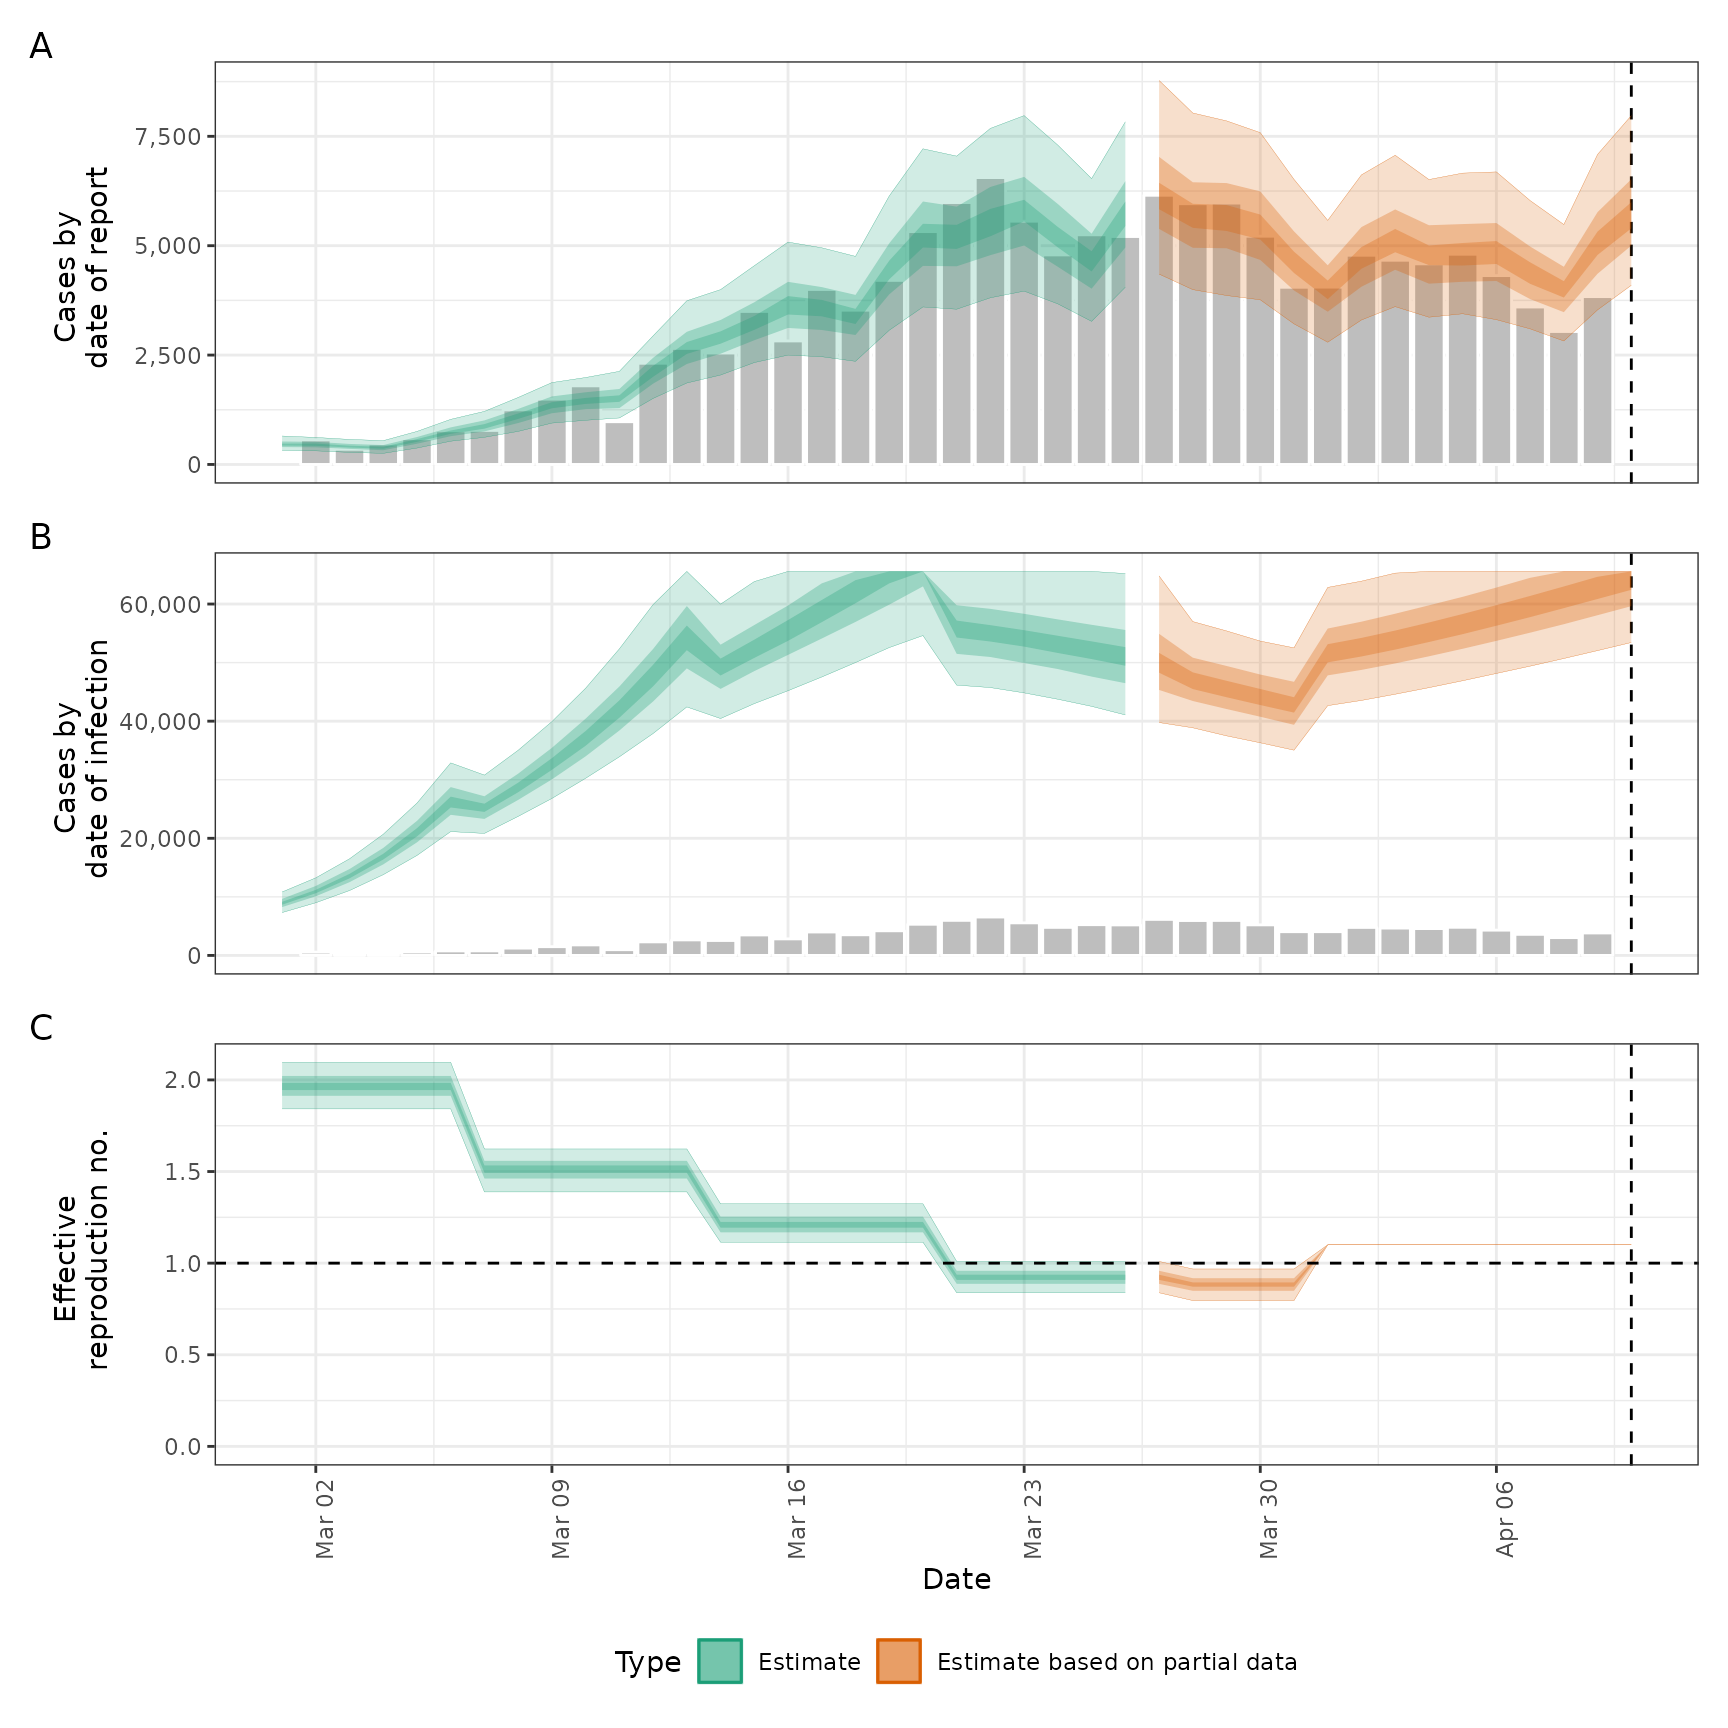 A
7,500
5,000
2,500
0
Cases by
date of report
B
60,000
40,000
20,000
0
Cases by
date of infection
C
2.0
1.5
1.0
0.5
0.0
Effective
reproduction no.
Mar 02
Mar 09
Mar 16
Mar 23
Mar 30
Apr 06
Date
Type Estimate Estimate based on partial data